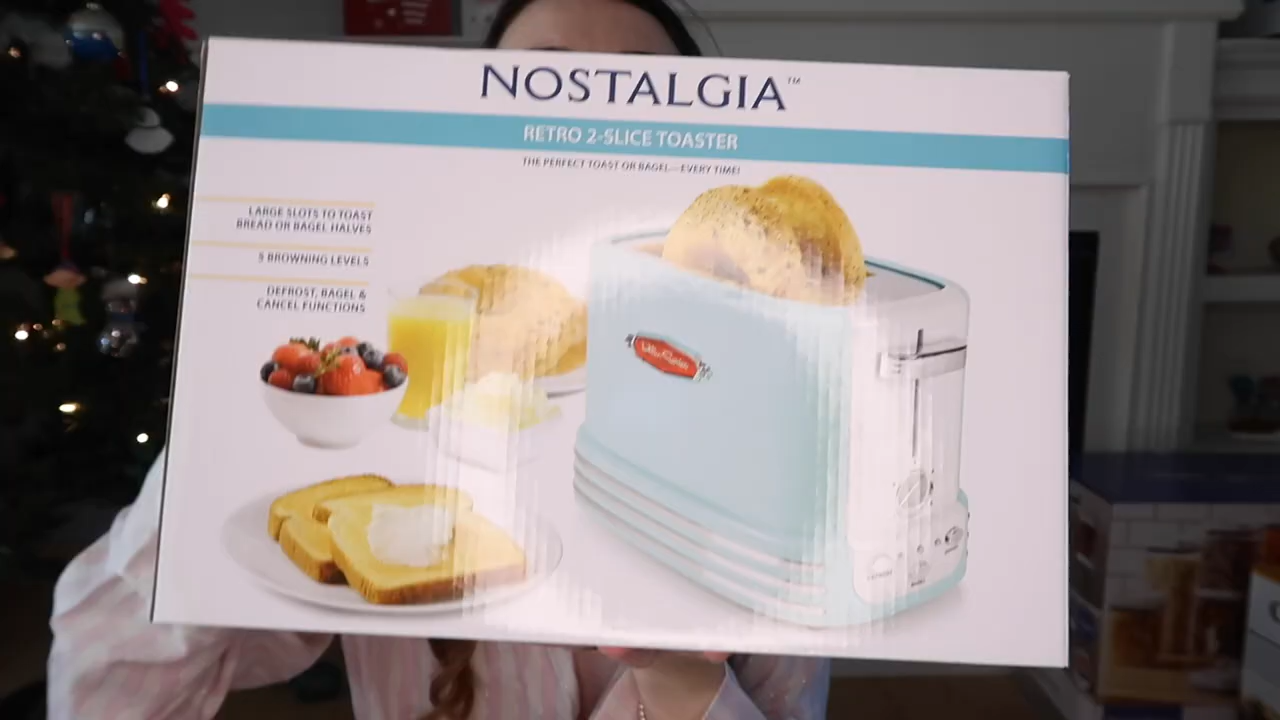 NOSTALGIA™
RETRO 2-SLICE TOASTER
THE PERFECT TOAST OR BAGEL—EVERY TIME!
LARGE SLOTS TO TOAST
BREAD OR BAGEL HALVES
5 BROWNING LEVELS
DEFROST, BAGEL &
CANCEL FUNCTIONS